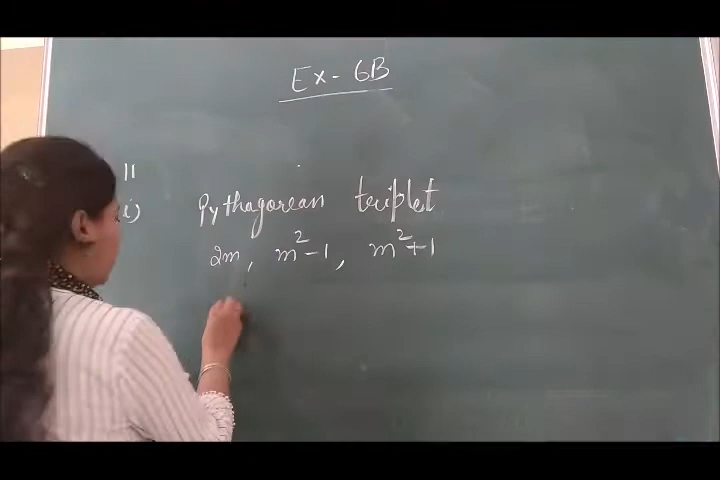 Ex- 6B
11
i) Pythagorean triplet
2m, m²-1, m²+1